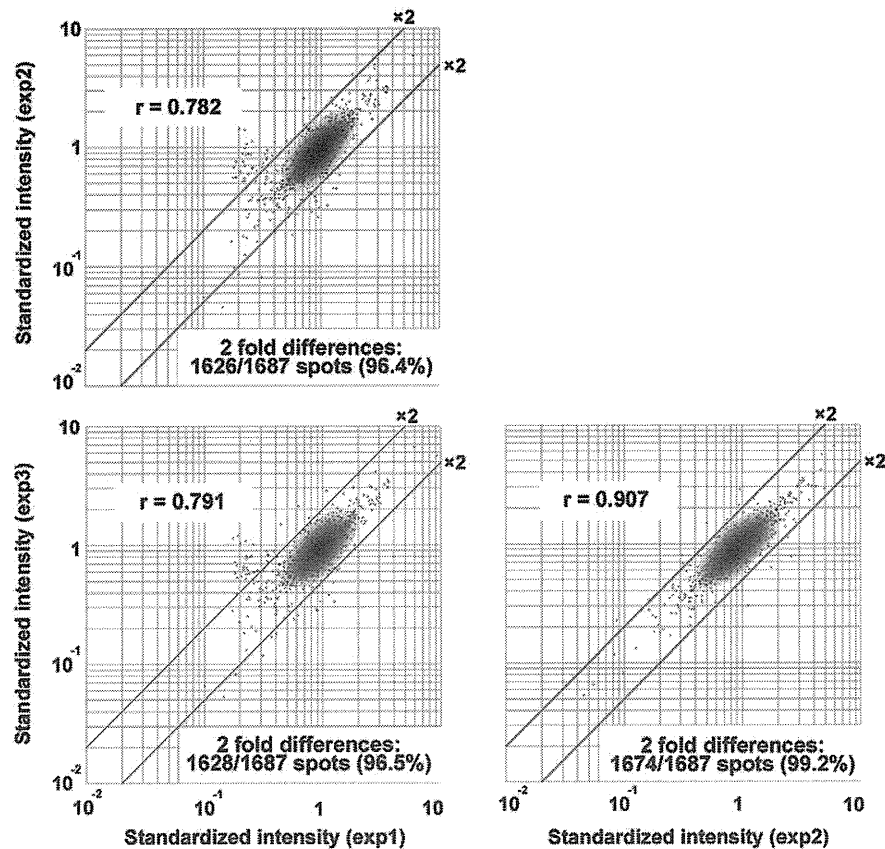 ×2
10
×2
r = 0.782
1
10-1
10-2
Standardized intensity (exp2)
2 fold differences:
1626/1687 spots (96.4%)
×2
10
×2
r = 0.791
1
10-1
10-2
Standardized intensity (exp3)
2 fold differences:
1628/1687 spots (96.5%)
10-2 10-1 1 10
Standardized intensity (exp1)
×2
×2
r = 0.907
2 fold differences:
1674/1687 spots (99.2%)
10-2 10-1 1 10
Standardized intensity (exp2)